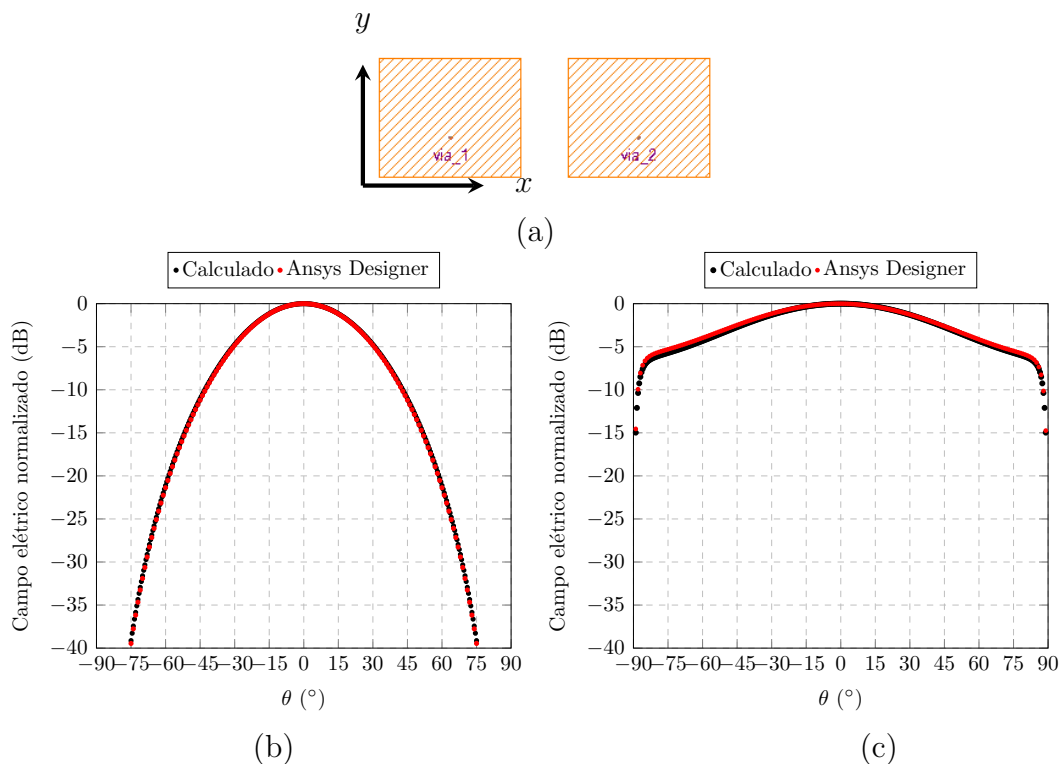 y
via_1
via_2
x
(a)
Calculado Ansys Designer
Campo elétrico normalizado (dB)
0
−5
−10
−15
−20
−25
−30
−35
−40
−90 −75 −60 −45 −30 −15 0 15 30 45 60 75 90
θ (°)
(b)
Calculado Ansys Designer
Campo elétrico normalizado (dB)
0
−5
−10
−15
−20
−25
−30
−35
−40
−90 −75 −60 −45 −30 −15 0 15 30 45 60 75 90
θ (°)
(c)